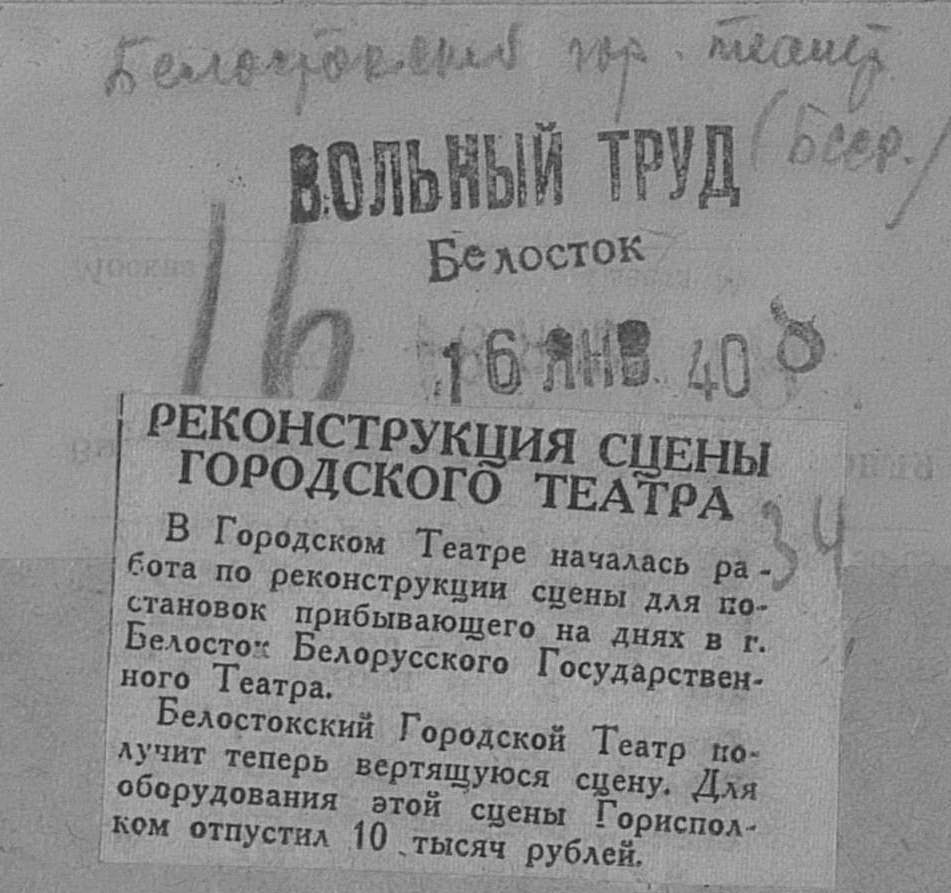 Белостокский гор. театр
(Бсср.)
ВОЛЬНЫЙ ТРУД
Белосток
16
16 ЯНВ. 40
РЕКОНСТРУКЦИЯ СЦЕНЫ
ГОРОДСКОГО ТЕАТРА
34
В Городском Театре началась ра-
бота по реконструкции сцены для по-
становок прибывающего на днях в г.
Белосток Белорусского Государствен-
ного Театра.
Белостокский Городской Театр по-
лучит теперь вертящуюся сцену. Для
оборудования этой сцены Гориспол-
ком отпустил 10 тысяч рублей.